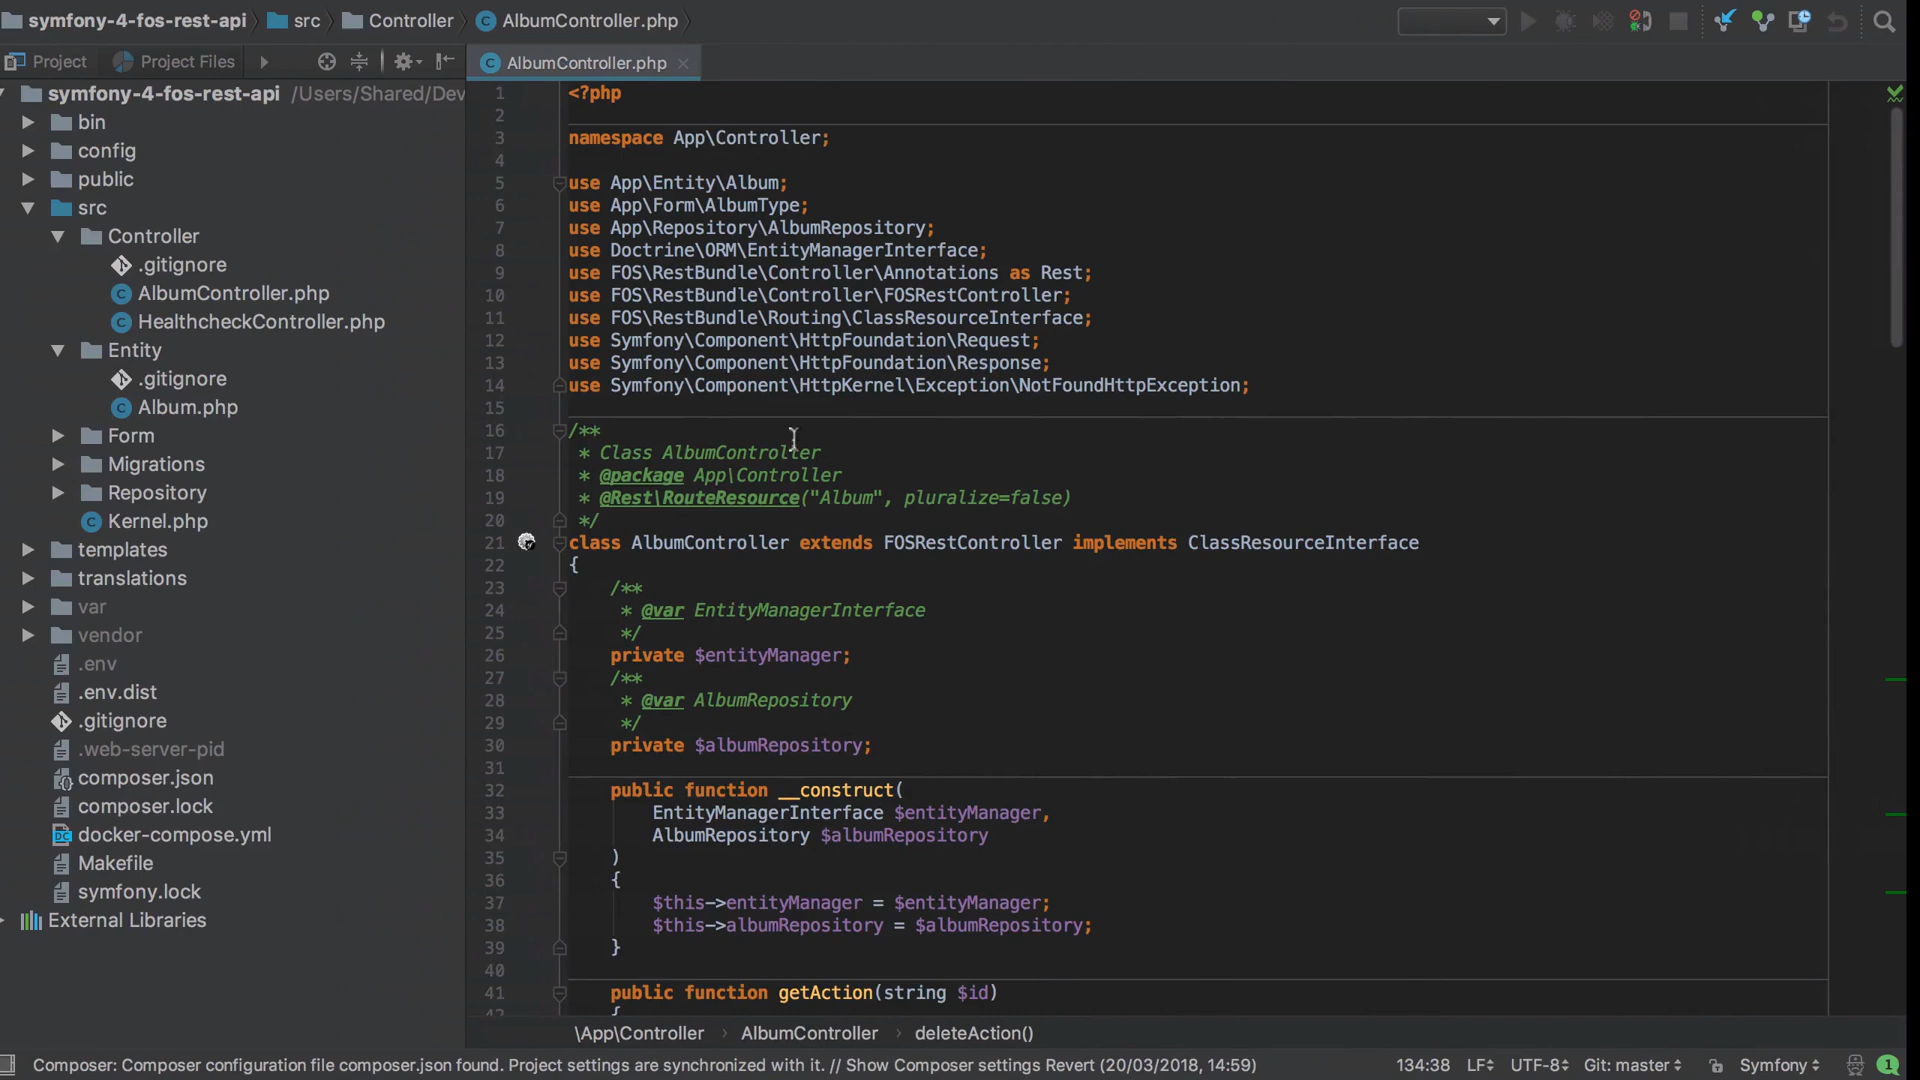 symfony-4-fos-rest-api src Controller AlbumController.php
Project Project Files
AlbumController.php
symfony-4-fos-rest-api /Users/Shared/Dev
bin
config
public
src
Controller
.gitignore
AlbumController.php
HealthcheckController.php
Entity
.gitignore
Album.php
Form
Migrations
Repository
Kernel.php
templates
translations
var
vendor
.env
.env.dist
.gitignore
.web-server-pid
composer.json
composer.lock
docker-compose.yml
Makefile
symfony.lock
External Libraries
1 <?php
2
3 namespace App\Controller;
4
5 use App\Entity\Album;
6 use App\Form\AlbumType;
7 use App\Repository\AlbumRepository;
8 use Doctrine\ORM\EntityManagerInterface;
9 use FOS\RestBundle\Controller\Annotations as Rest;
10 use FOS\RestBundle\Controller\FOSRestController;
11 use FOS\RestBundle\Routing\ClassResourceInterface;
12 use Symfony\Component\HttpFoundation\Request;
13 use Symfony\Component\HttpFoundation\Response;
14 use Symfony\Component\HttpKernel\Exception\NotFoundHttpException;
15
16 /**
17 * Class AlbumController
18 * @package App\Controller
19 * @Rest\RouteResource("Album", pluralize=false)
20 */
21 class AlbumController extends FOSRestController implements ClassResourceInterface
22 {
23 /**
24 * @var EntityManagerInterface
25 */
26 private $entityManager;
27 /**
28 * @var AlbumRepository
29 */
30 private $albumRepository;
31
32 public function __construct(
33 EntityManagerInterface $entityManager,
34 AlbumRepository $albumRepository
35 )
36 {
37 $this->entityManager = $entityManager;
38 $this->albumRepository = $albumRepository;
39 }
40
41 public function getAction(string $id)
42 {
\App\Controller › AlbumController › deleteAction()
Composer: Composer configuration file composer.json found. Project settings are synchronized with it. // Show Composer settings Revert (20/03/2018, 14:59) 134:38 LF UTF-8 Git: master Symfony 1